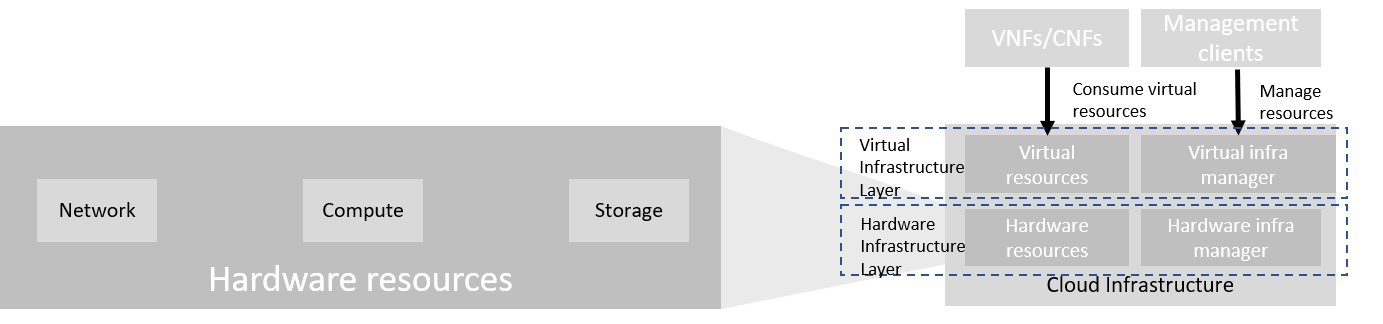 VNFs/CNFs
Management
clients
Consume virtual
resources
Manage
resources
Network
Compute
Storage
Hardware resources
Virtual
Infrastructure
Layer
Virtual
resources
Virtual infra
manager
Hardware
Infrastructure
Layer
Hardware
resources
Hardware infra
manager
Cloud Infrastructure